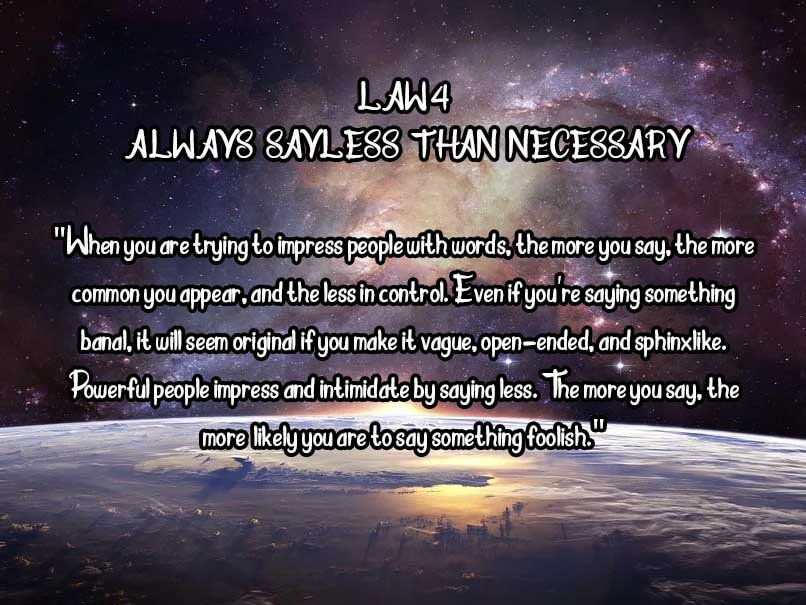 LAW 4
ALWAYS SAYLESS THAN NECESSARY
"When you are trying to impress people with words, the more you say, the more
common you appear, and the less in control. Even if you're saying something
banal, it will seem original if you make it vague, open-ended, and sphinxlike.
Powerful people impress and intimidate by saying less. The more you say, the
more likely you are to say something foolish."